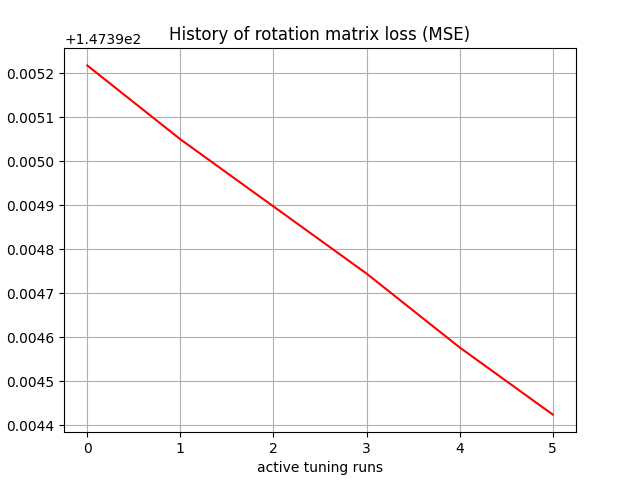 History of rotation matrix loss (MSE)
+1.4739e2
0.0052
0.0051
0.0050
0.0049
0.0048
0.0047
0.0046
0.0045
0.0044
0 1 2 3 4 5
active tuning runs